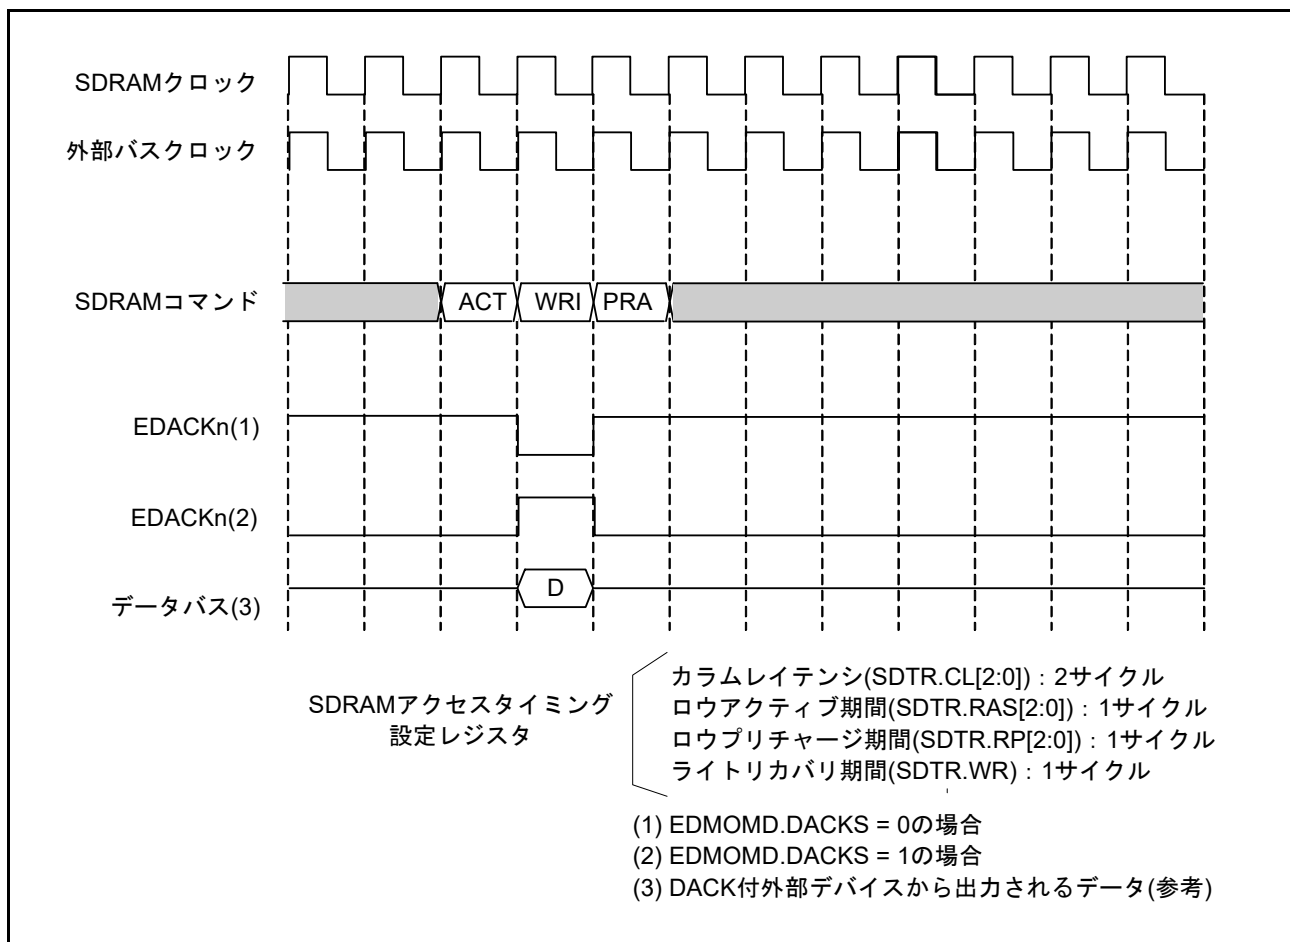 SDRAMクロック
外部バスクロック
SDRAMコマンド
ACT WRI PRA
EDACKn(1)
EDACKn(2)
データバス(3)
D
SDRAMアクセスタイミング
設定レジスタ
カラムレイテンシ(SDTR.CL[2:0])：2サイクル
ロウアクティブ期間(SDTR.RAS[2:0])：1サイクル
ロウプリチャージ期間(SDTR.RP[2:0])：1サイクル
ライトリカバリ期間(SDTR.WR)：1サイクル
(1) EDMOMD.DACKS = 0の場合
(2) EDMOMD.DACKS = 1の場合
(3) DACK付外部デバイスから出力されるデータ(参考)